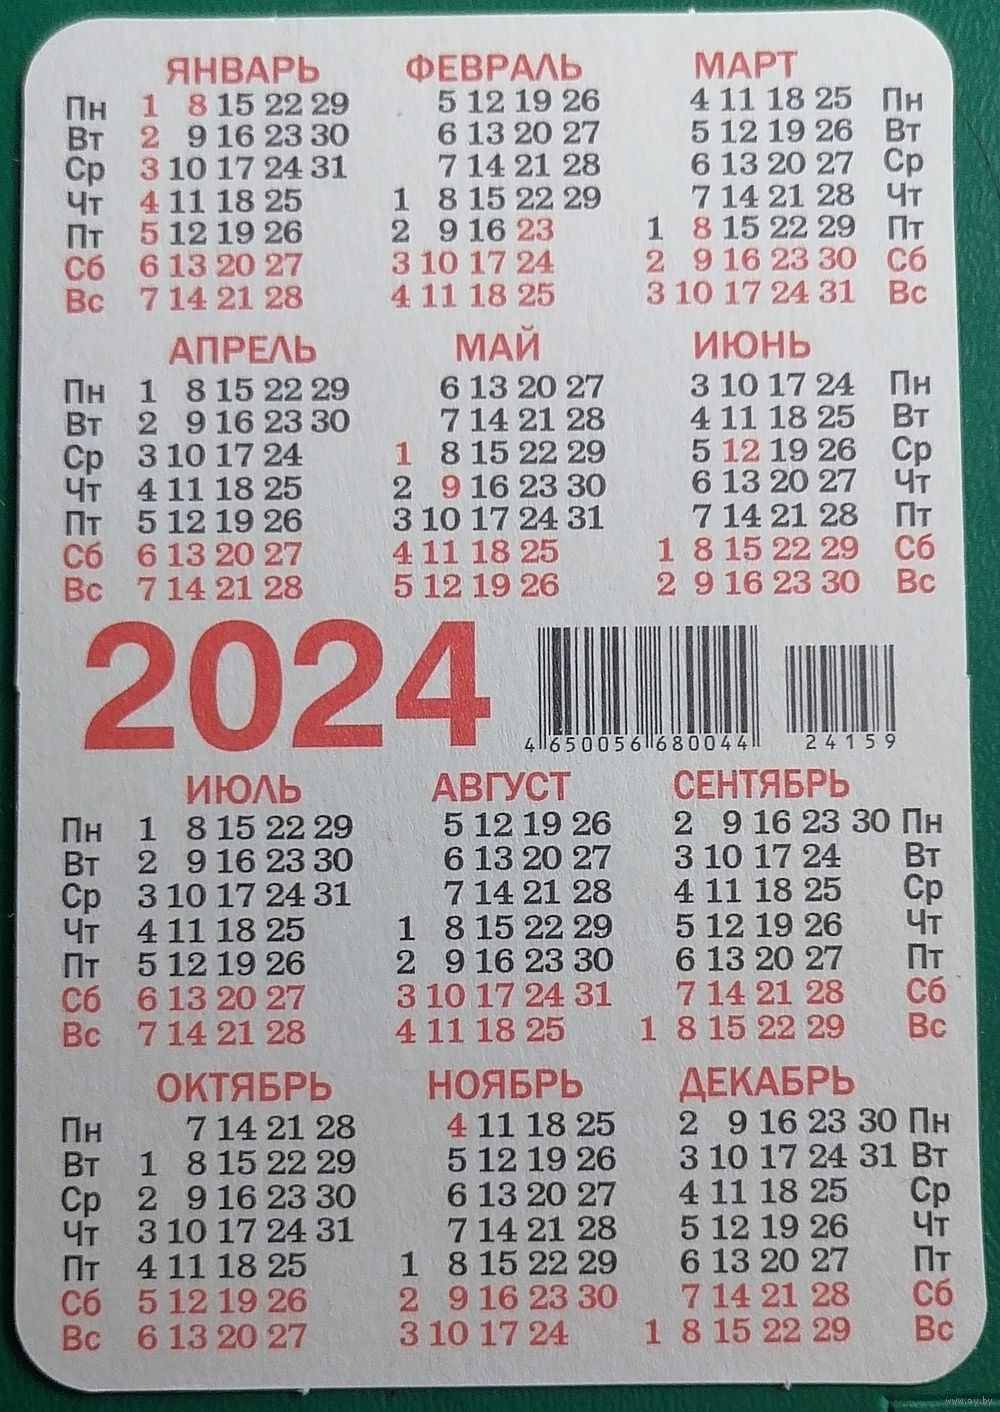 ЯНВАРЬ ФЕВРАЛЬ МАРТ
Пн 1 8 15 22 29 5 12 19 26 4 11 18 25 Пн
Вт 2 9 16 23 30 6 13 20 27 5 12 19 26 Вт
Ср 3 10 17 24 31 7 14 21 28 6 13 20 27 Ср
Чт 4 11 18 25 1 8 15 22 29 7 14 21 28 Чт
Пт 5 12 19 26 2 9 16 23 1 8 15 22 29 Пт
Сб 6 13 20 27 3 10 17 24 2 9 16 23 30 Сб
Вс 7 14 21 28 4 11 18 25 3 10 17 24 31 Вс
АПРЕЛЬ МАЙ ИЮНЬ
Пн 1 8 15 22 29 6 13 20 27 3 10 17 24 Пн
Вт 2 9 16 23 30 7 14 21 28 4 11 18 25 Вт
Ср 3 10 17 24 1 8 15 22 29 5 12 19 26 Ср
Чт 4 11 18 25 2 9 16 23 30 6 13 20 27 Чт
Пт 5 12 19 26 3 10 17 24 31 7 14 21 28 Пт
Сб 6 13 20 27 4 11 18 25 1 8 15 22 29 Сб
Вс 7 14 21 28 5 12 19 26 2 9 16 23 30 Вс
2024
4 650056 680044 24159
ИЮЛЬ АВГУСТ СЕНТЯБРЬ
Пн 1 8 15 22 29 5 12 19 26 2 9 16 23 30 Пн
Вт 2 9 16 23 30 6 13 20 27 3 10 17 24 Вт
Ср 3 10 17 24 31 7 14 21 28 4 11 18 25 Ср
Чт 4 11 18 25 1 8 15 22 29 5 12 19 26 Чт
Пт 5 12 19 26 2 9 16 23 30 6 13 20 27 Пт
Сб 6 13 20 27 3 10 17 24 31 7 14 21 28 Сб
Вс 7 14 21 28 4 11 18 25 1 8 15 22 29 Вс
ОКТЯБРЬ НОЯБРЬ ДЕКАБРЬ
Пн 7 14 21 28 4 11 18 25 2 9 16 23 30 Пн
Вт 1 8 15 22 29 5 12 19 26 3 10 17 24 31 Вт
Ср 2 9 16 23 30 6 13 20 27 4 11 18 25 Ср
Чт 3 10 17 24 31 7 14 21 28 5 12 19 26 Чт
Пт 4 11 18 25 1 8 15 22 29 6 13 20 27 Пт
Сб 5 12 19 26 2 9 16 23 30 7 14 21 28 Сб
Вс 6 13 20 27 3 10 17 24 1 8 15 22 29 Вс
www.ay.by